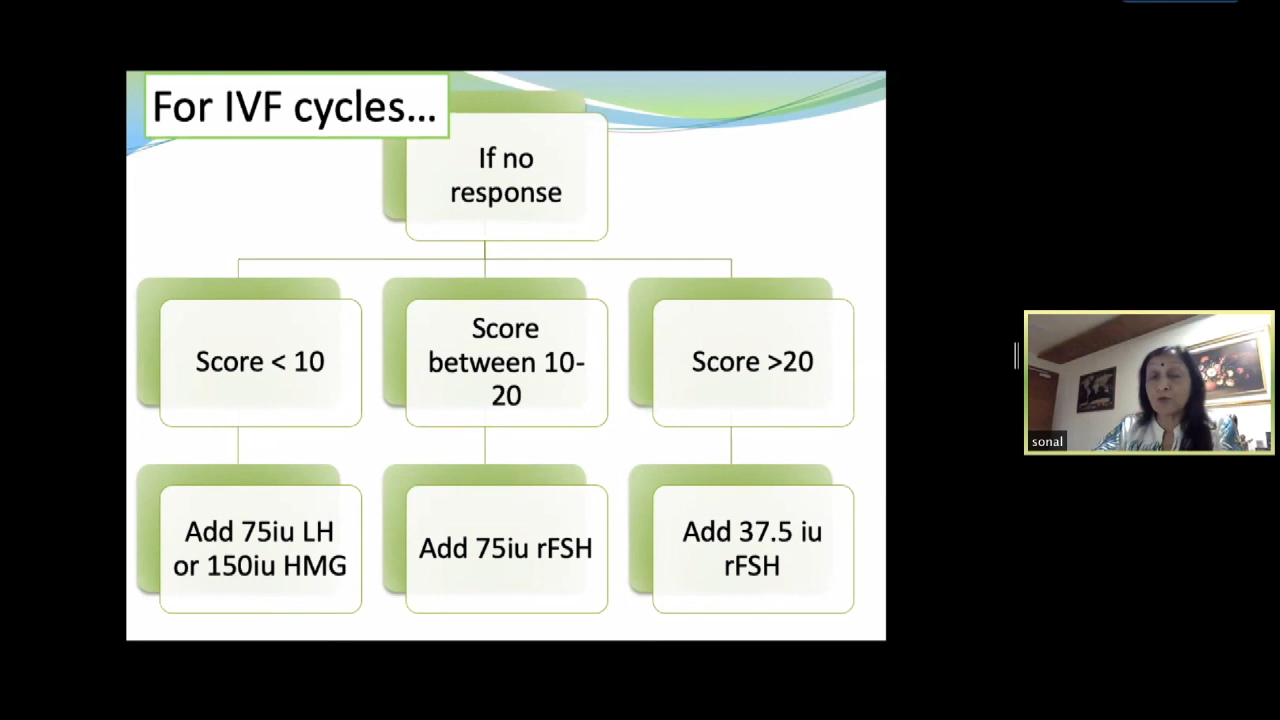 For IVF cycles...
If no
response
Score < 10
Score
between 10-
20
Score >20
Add 75iu LH
or 150iu HMG
Add 75iu rFSH
Add 37.5 iu
rFSH
sonal